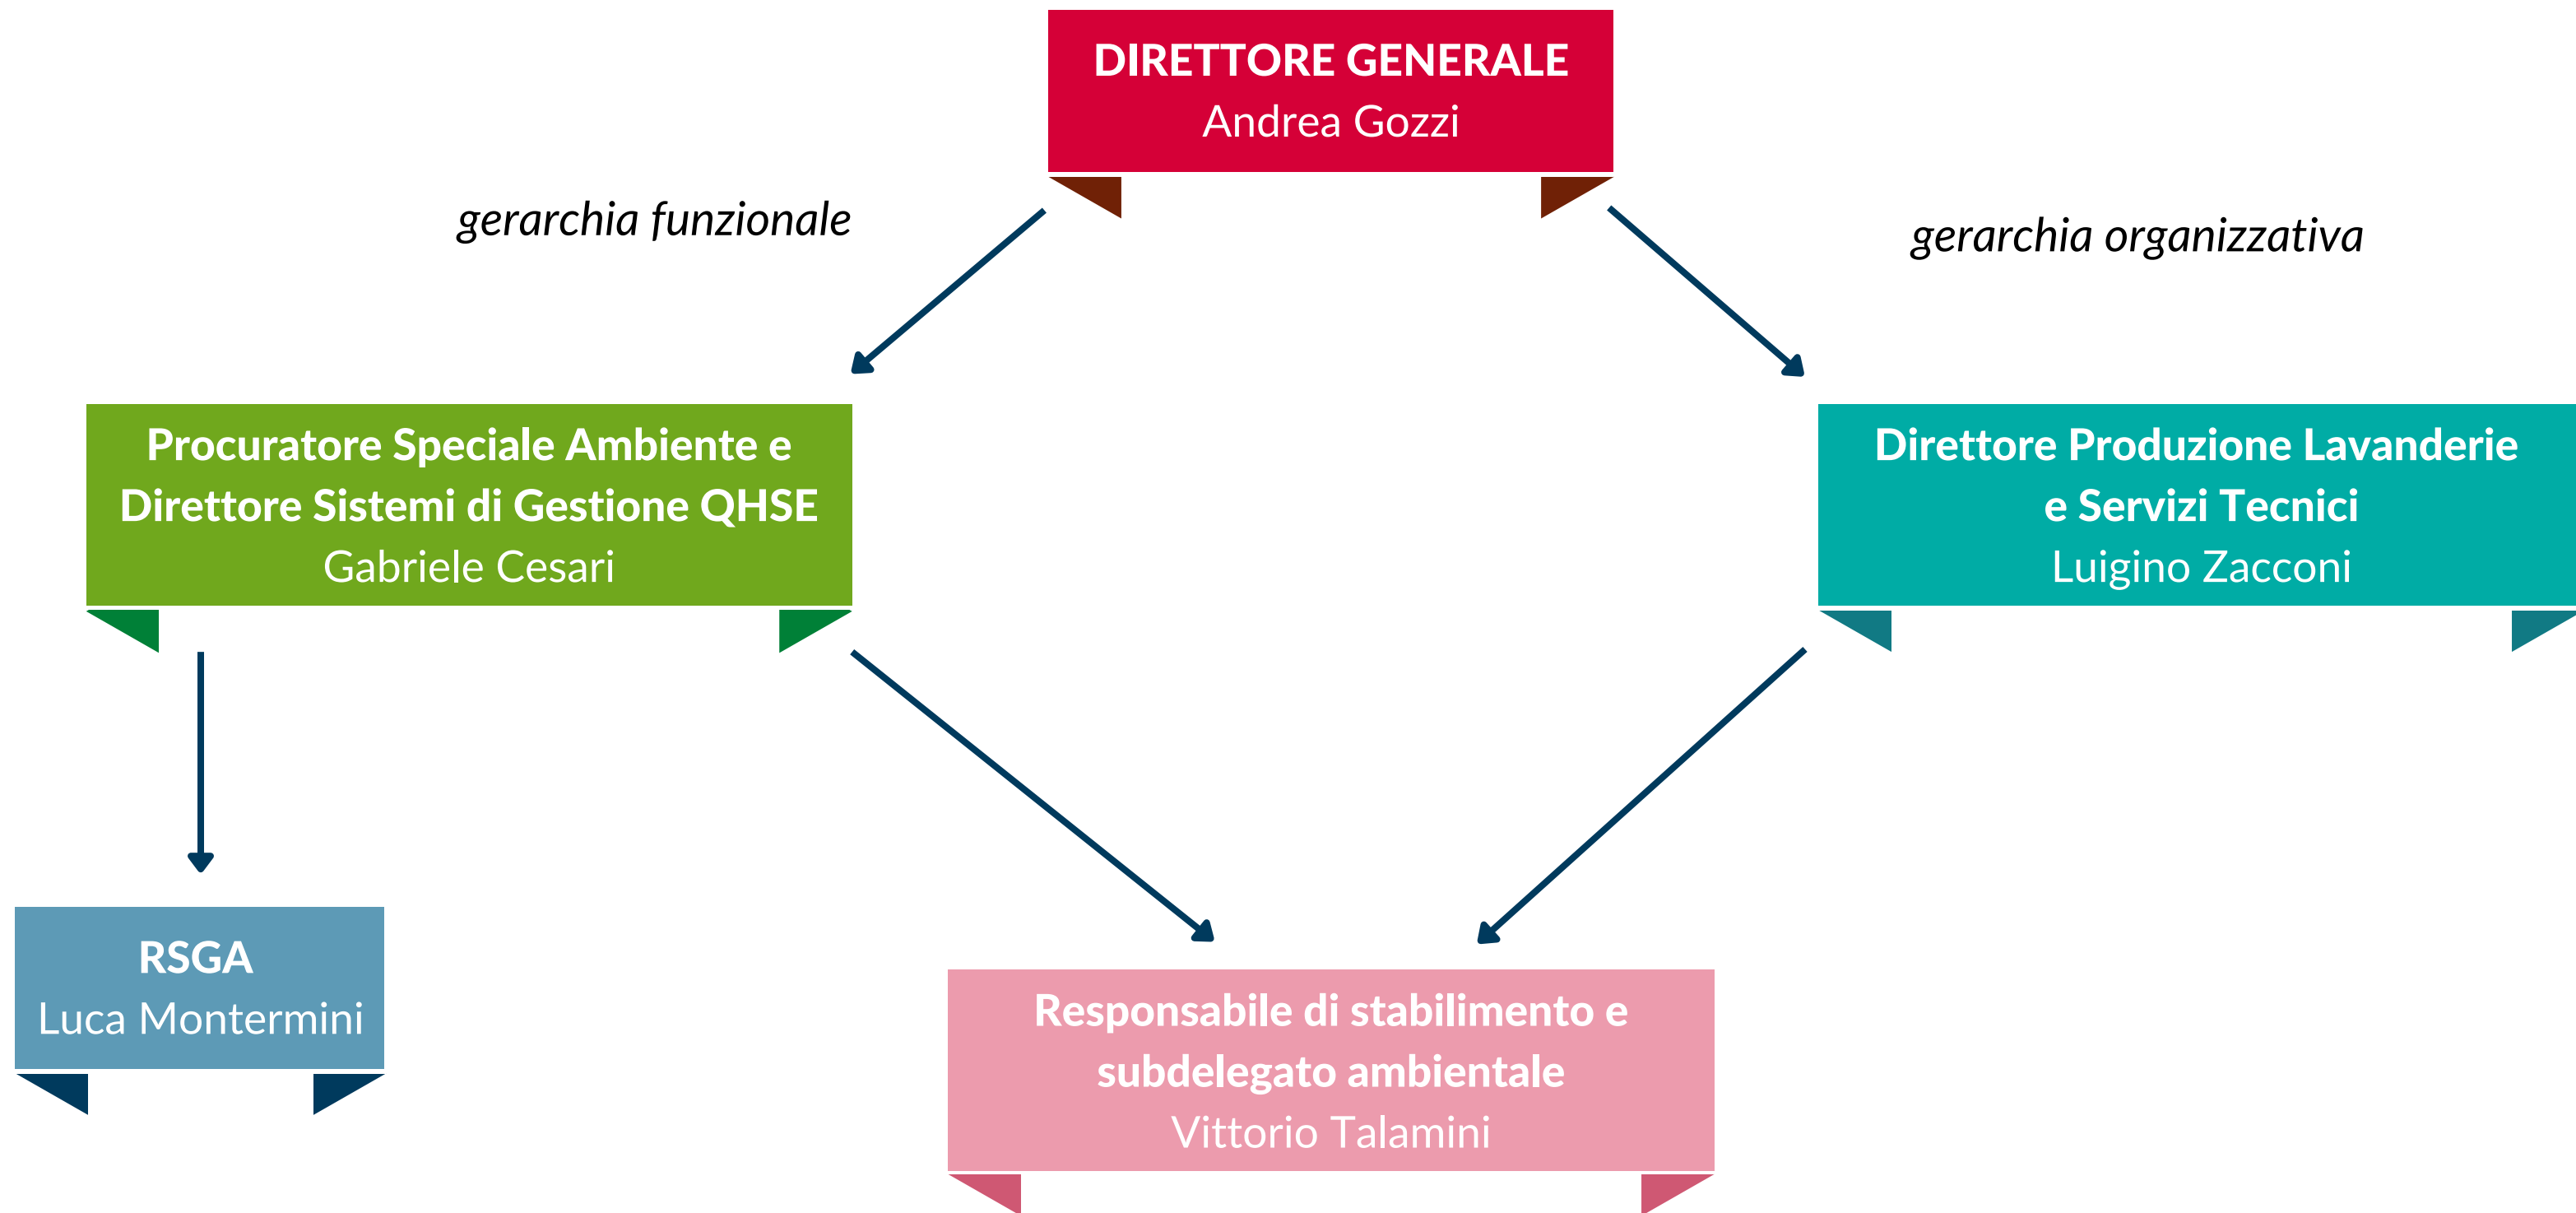 DIRETTORE GENERALE
Andrea Gozzi
gerarchia funzionale
gerarchia organizzativa
Procuratore Speciale Ambiente e
Direttore Sistemi di Gestione QHSE
Gabriele Cesari
Direttore Produzione Lavanderie
e Servizi Tecnici
Luigino Zacconi
RSGA
Luca Montermini
Responsabile di stabilimento e
subdelegato ambientale
Vittorio Talamini